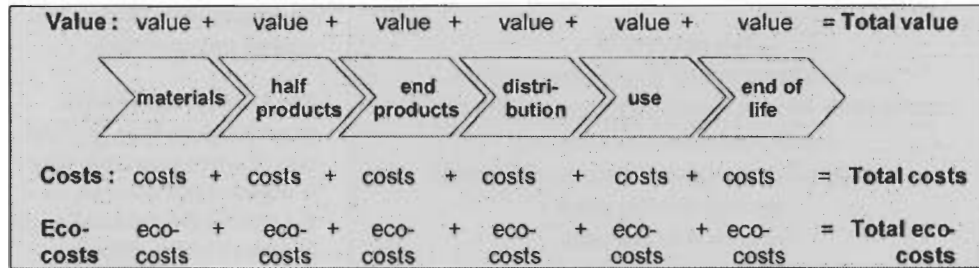 Value : value + value + value + value + value + value = Total value
materials half products end products distri- bution use end of life
Costs : costs + costs + costs + costs + costs + costs = Total costs
Eco- eco- + eco- + eco- + eco- + eco- + eco- = Total eco-
costs costs costs costs costs costs costs costs